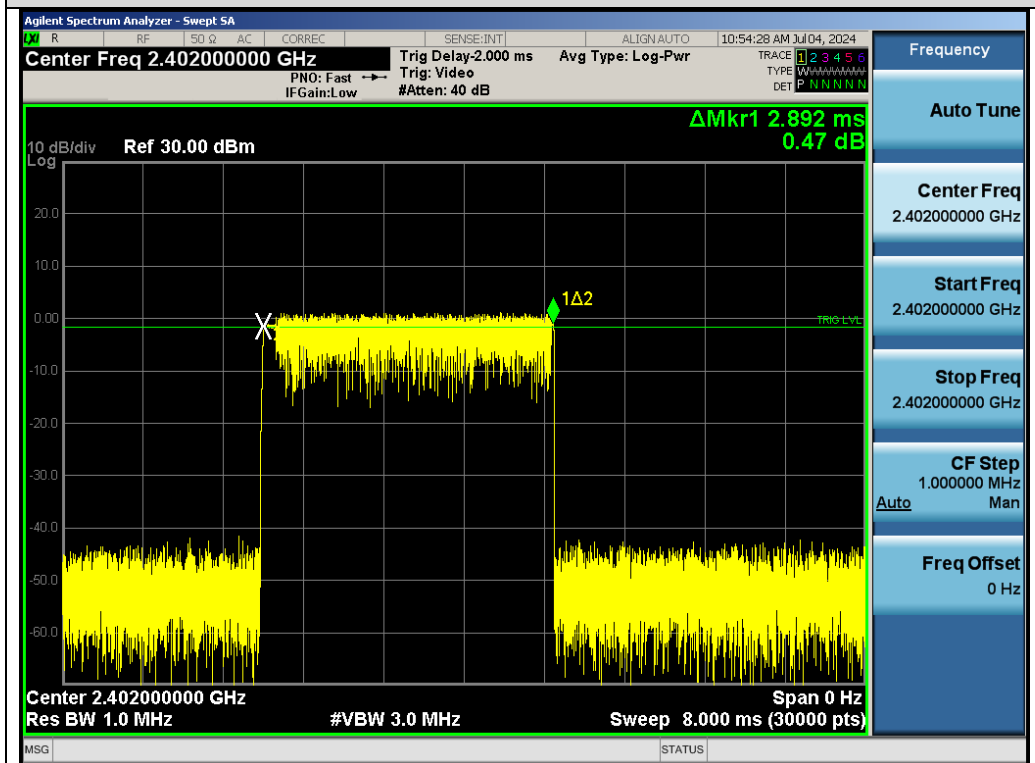 Agilent Spectrum Analyzer - Swept SA
LXI R RF 50 Ω AC CORREC SENSE:INT ALIGN AUTO 10:54:28 AM Jul 04, 2024
Center Freq 2.402000000 GHz
PNO: Fast
IFGain:Low
Trig Delay-2.000 ms
Trig: Video
#Atten: 40 dB
Avg Type: Log-Pwr
TRACE 1 2 3 4 5 6
TYPE WWWWWW
DET P N N N N N
Frequency
ΔMkr1 2.892 ms
0.47 dB
10 dB/div Ref 30.00 dBm
Log
20.0
10.0
0.00
-10.0
-20.0
-30.0
-40.0
-50.0
-60.0
1Δ2
TRIG LVL
X
Center 2.402000000 GHz Span 0 Hz
Res BW 1.0 MHz #VBW 3.0 MHz Sweep 8.000 ms (30000 pts)
MSG STATUS
Auto Tune
Center Freq
2.402000000 GHz
Start Freq
2.402000000 GHz
Stop Freq
2.402000000 GHz
CF Step
1.000000 MHz
Auto Man
Freq Offset
0 Hz